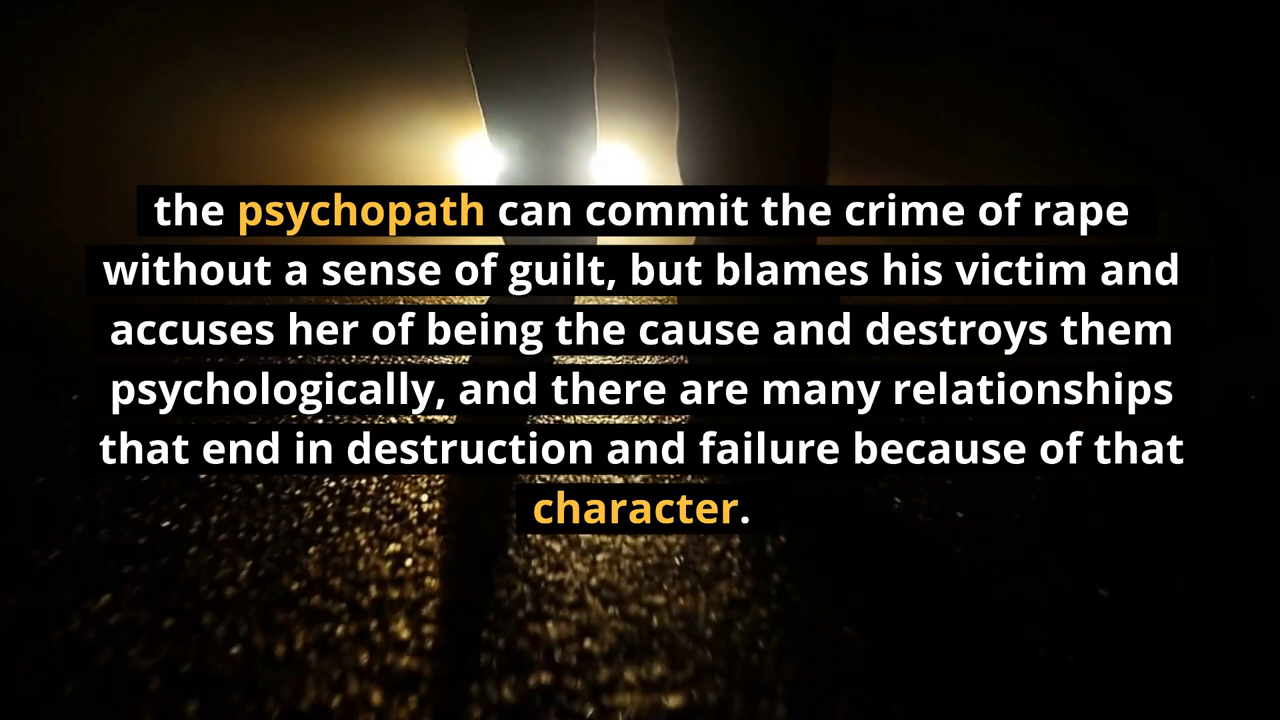 the psychopath can commit the crime of rape
without a sense of guilt, but blames his victim and
accuses her of being the cause and destroys them
psychologically, and there are many relationships
that end in destruction and failure because of that
character.